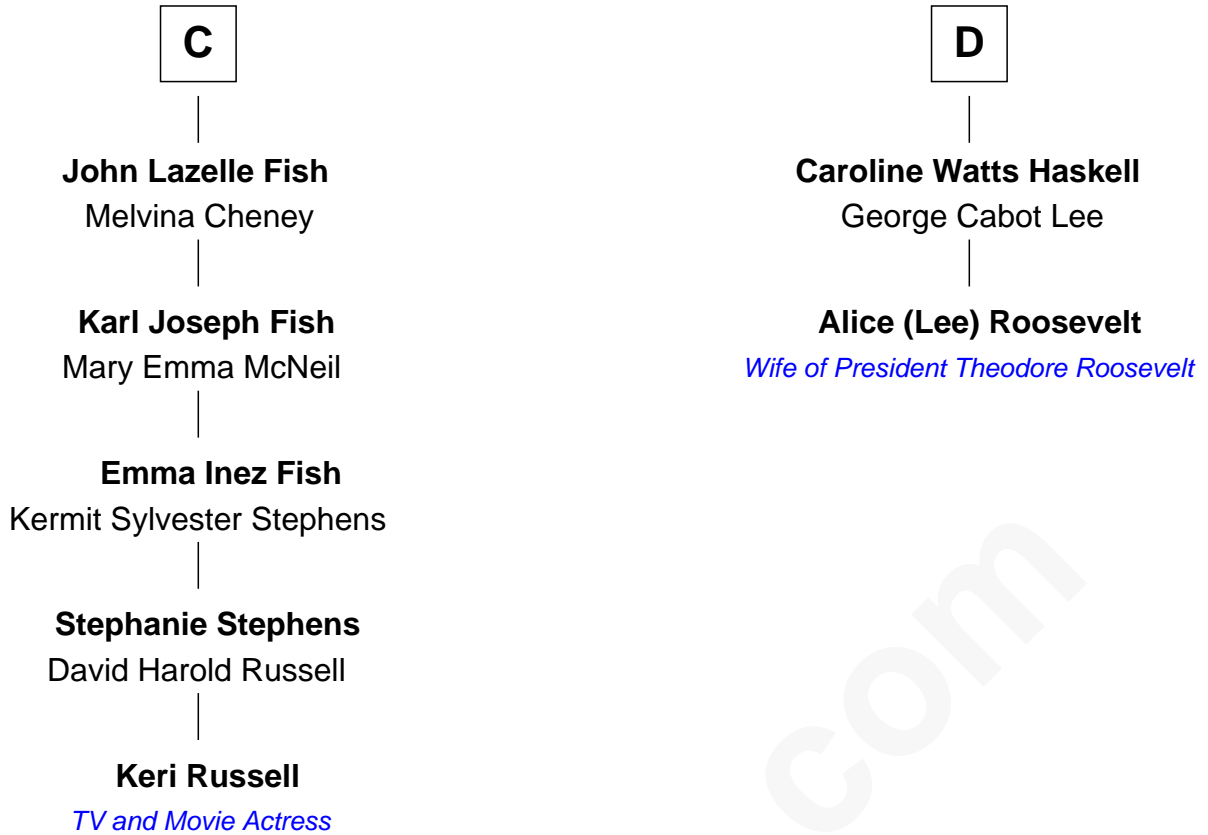 C
John Lazelle Fish
Melvina Cheney
Karl Joseph Fish
Mary Emma McNeil
Emma Inez Fish
Kermit Sylvester Stephens
Stephanie Stephens
David Harold Russell
Keri Russell
TV and Movie Actress
D
Caroline Watts Haskell
George Cabot Lee
Alice (Lee) Roosevelt
Wife of President Theodore Roosevelt
com